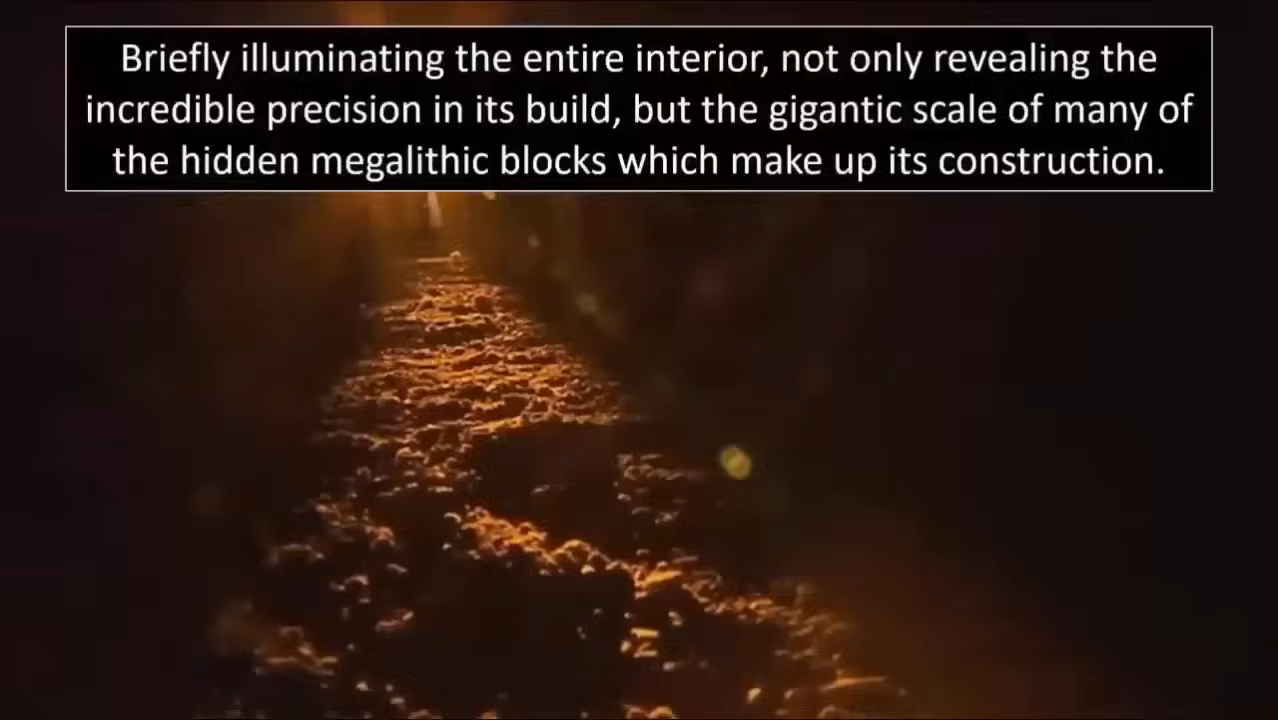 Briefly illuminating the entire interior, not only revealing the
incredible precision in its build, but the gigantic scale of many of
the hidden megalithic blocks which make up its construction.